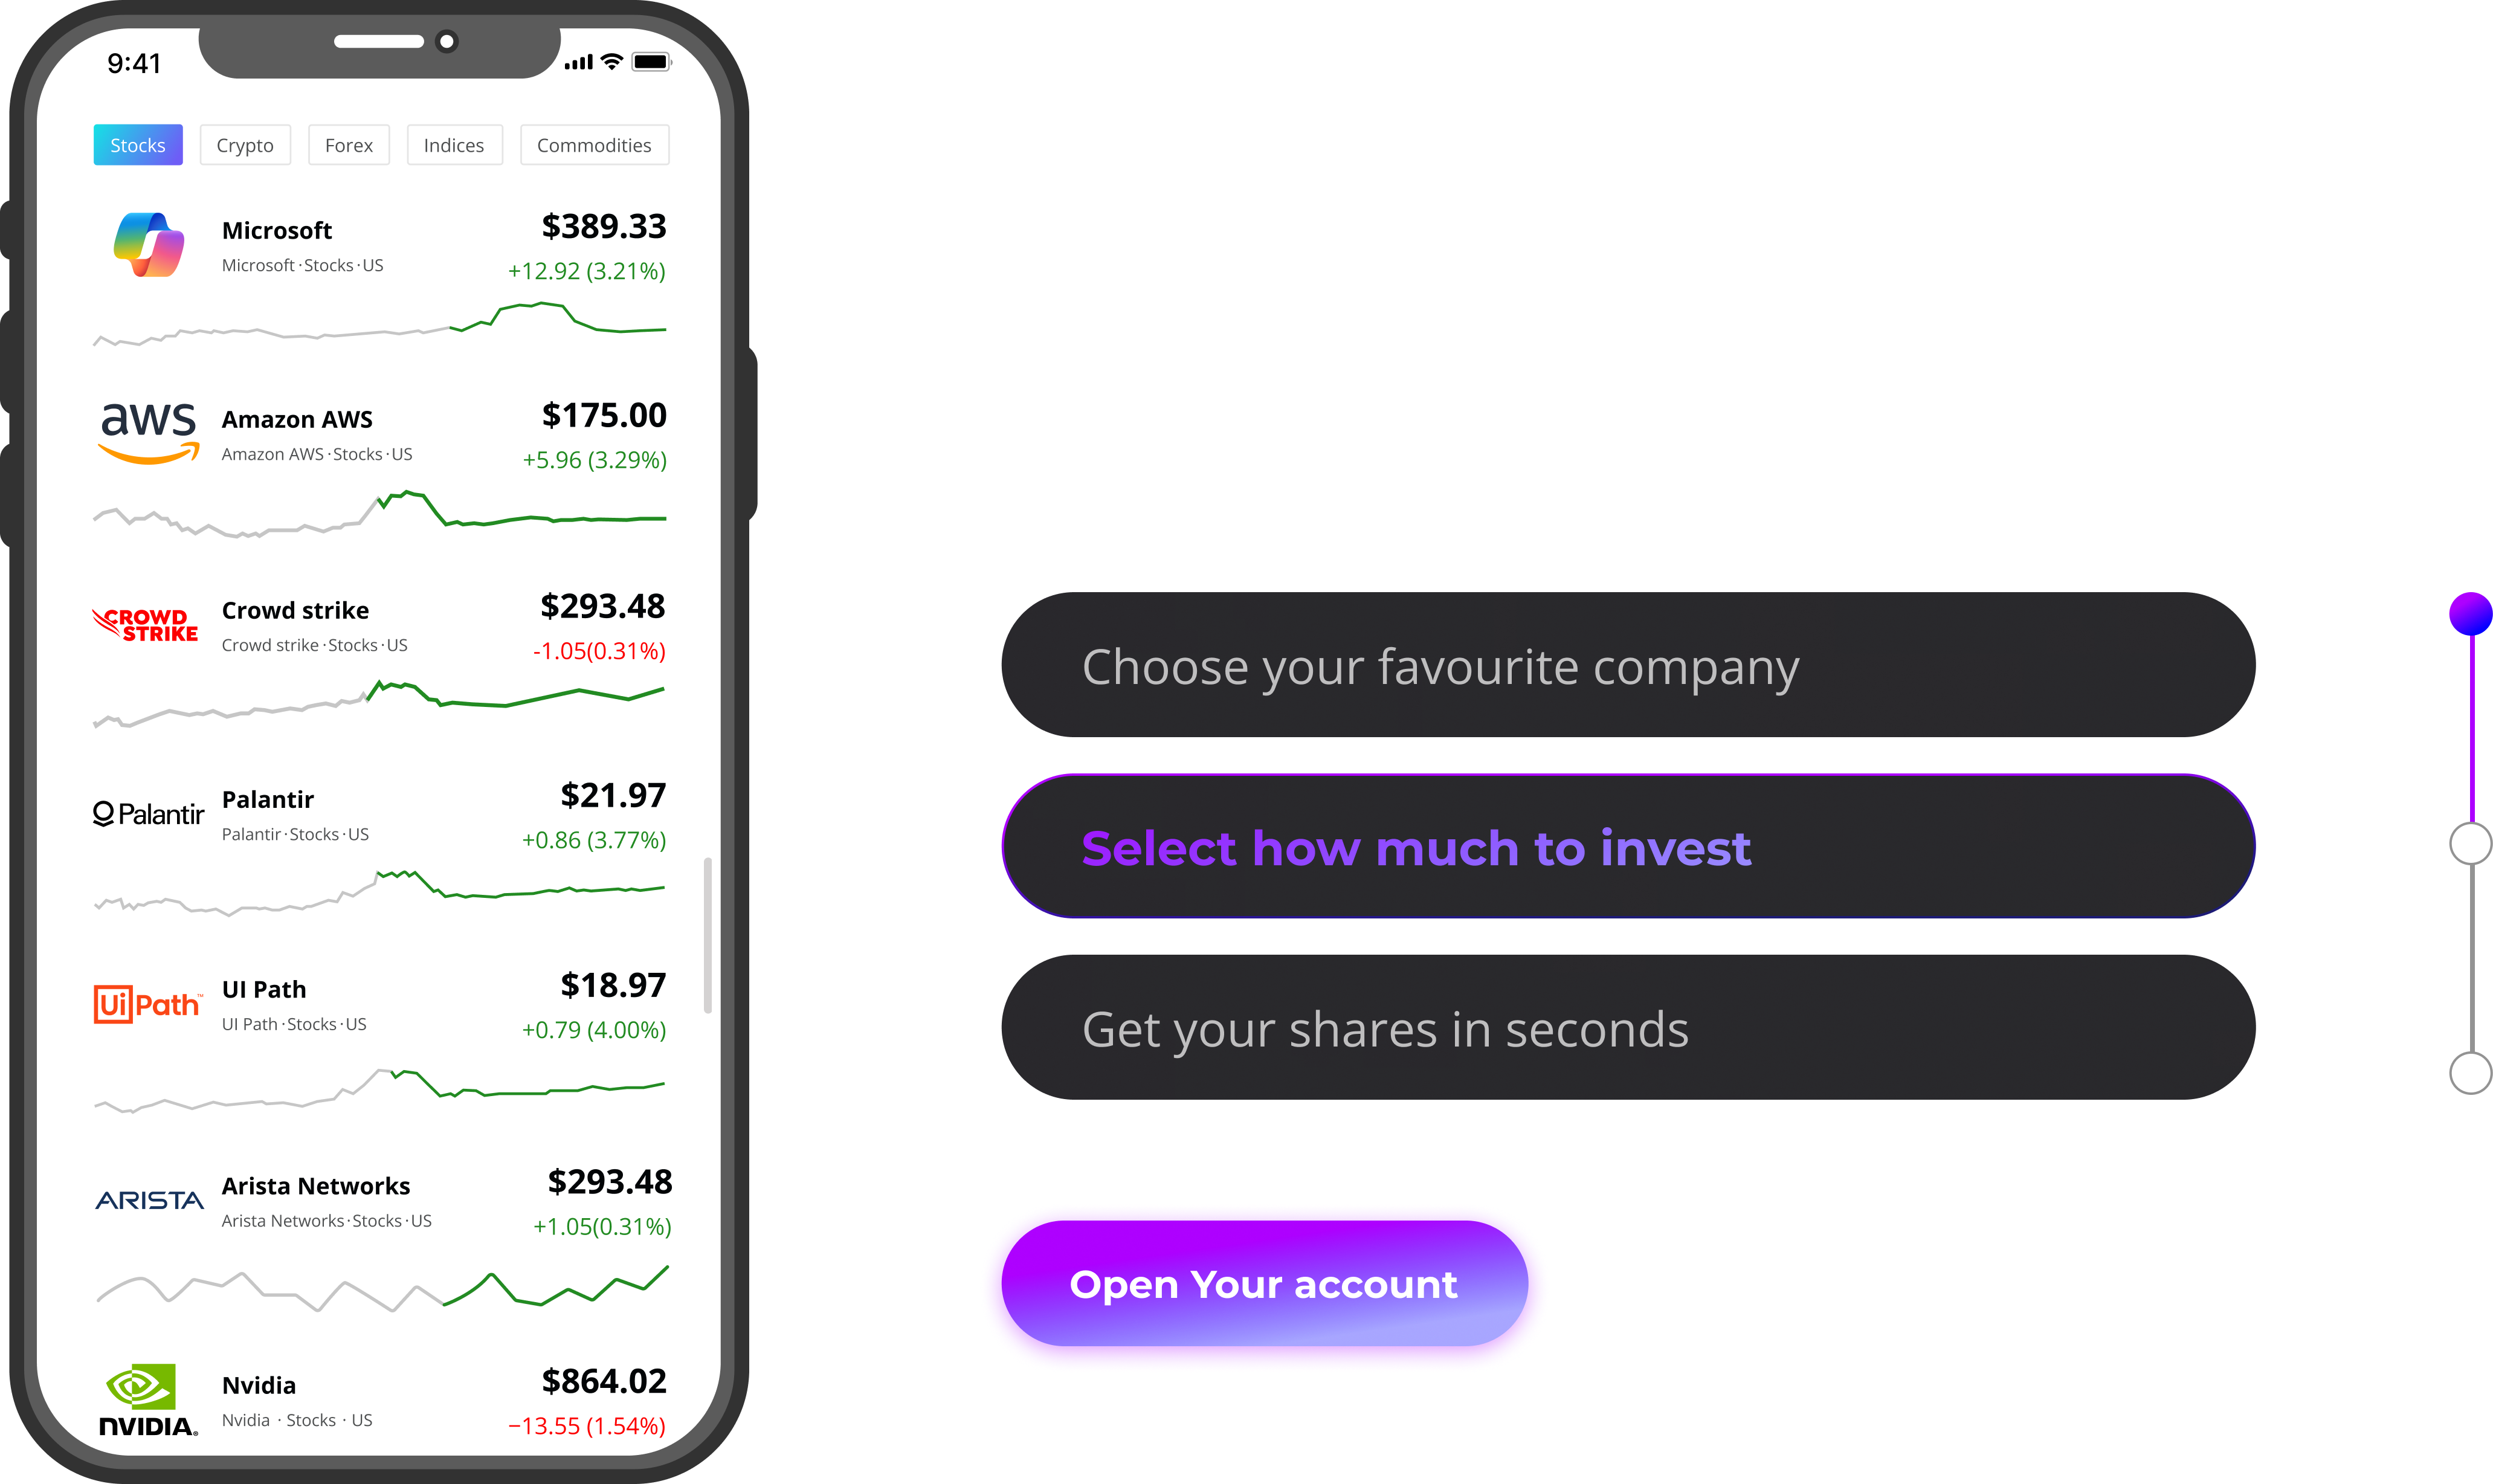 9:41
Stocks Crypto Forex Indices Commodities
Microsoft $389.33
Microsoft · Stocks · US +12.92 (3.21%)
aws Amazon AWS $175.00
Amazon AWS · Stocks · US +5.96 (3.29%)
CROWD
STRIKE
Crowd strike $293.48
Crowd strike · Stocks · US -1.05(0.31%)
Palantir Palantir $21.97
Palantir · Stocks · US +0.86 (3.77%)
UiPath™ UI Path $18.97
UI Path · Stocks · US +0.79 (4.00%)
ARISTA Arista Networks $293.48
Arista Networks · Stocks · US +1.05(0.31%)
Nvidia $864.02
NVIDIA® Nvidia · Stocks · US −13.55 (1.54%)
Choose your favourite company
Select how much to invest
Get your shares in seconds
Open Your account